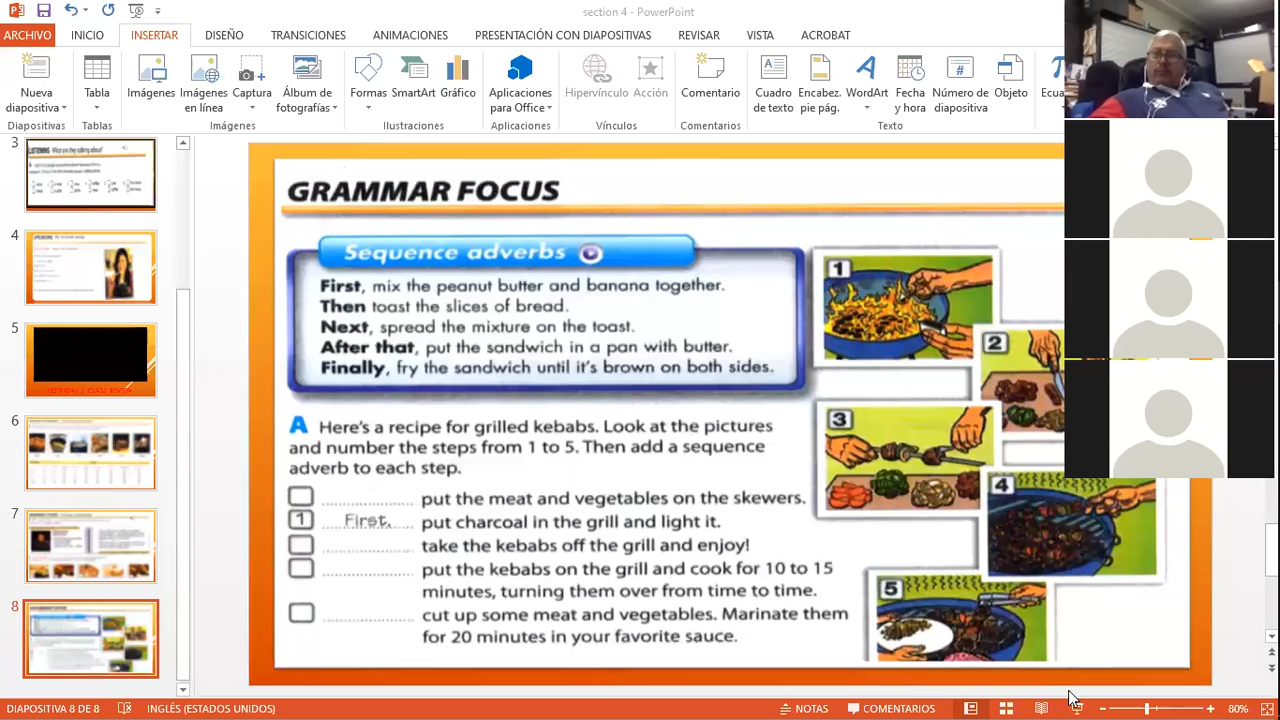 section 4 - PowerPoint
ARCHIVO INICIO INSERTAR DISEÑO TRANSICIONES ANIMACIONES PRESENTACIÓN CON DIAPOSITIVAS REVISAR VISTA ACROBAT
Nueva diapositiva
Tabla
Imágenes
Imágenes en línea
Captura
Álbum de fotografías
Formas
SmartArt
Gráfico
Aplicaciones para Office
Hipervínculo
Acción
Comentario
Cuadro de texto
Encabez. pie pág.
WordArt
Fecha y hora
Número de diapositiva
Objeto
Ecua
Diapositivas Tablas Imágenes Ilustraciones Aplicaciones Vínculos Comentarios Texto
3
4
5
6
7
8
GRAMMAR FOCUS
Sequence adverbs
First, mix the peanut butter and banana together.
Then toast the slices of bread.
Next, spread the mixture on the toast.
After that, put the sandwich in a pan with butter.
Finally, fry the sandwich until it's brown on both sides.
A Here's a recipe for grilled kebabs. Look at the pictures
and number the steps from 1 to 5. Then add a sequence
adverb to each step.
put the meat and vegetables on the skewers.
1 First, put charcoal in the grill and light it.
take the kebabs off the grill and enjoy!
put the kebabs on the grill and cook for 10 to 15
minutes, turning them over from time to time.
cut up some meat and vegetables. Marinate them
for 20 minutes in your favorite sauce.
1
2
3
4
5
DIAPOSITIVA 8 DE 8 INGLÉS (ESTADOS UNIDOS) NOTAS COMENTARIOS 80%